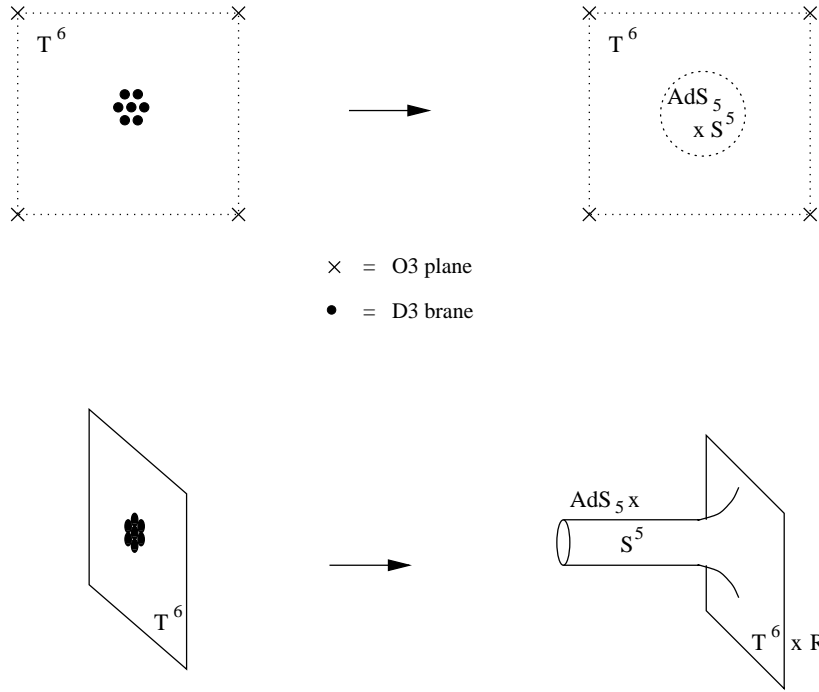 T 6
T 6
AdS 5
x S 5
× = O3 plane
● = D3 brane
AdS 5 x
S 5
T 6
T 6 x R